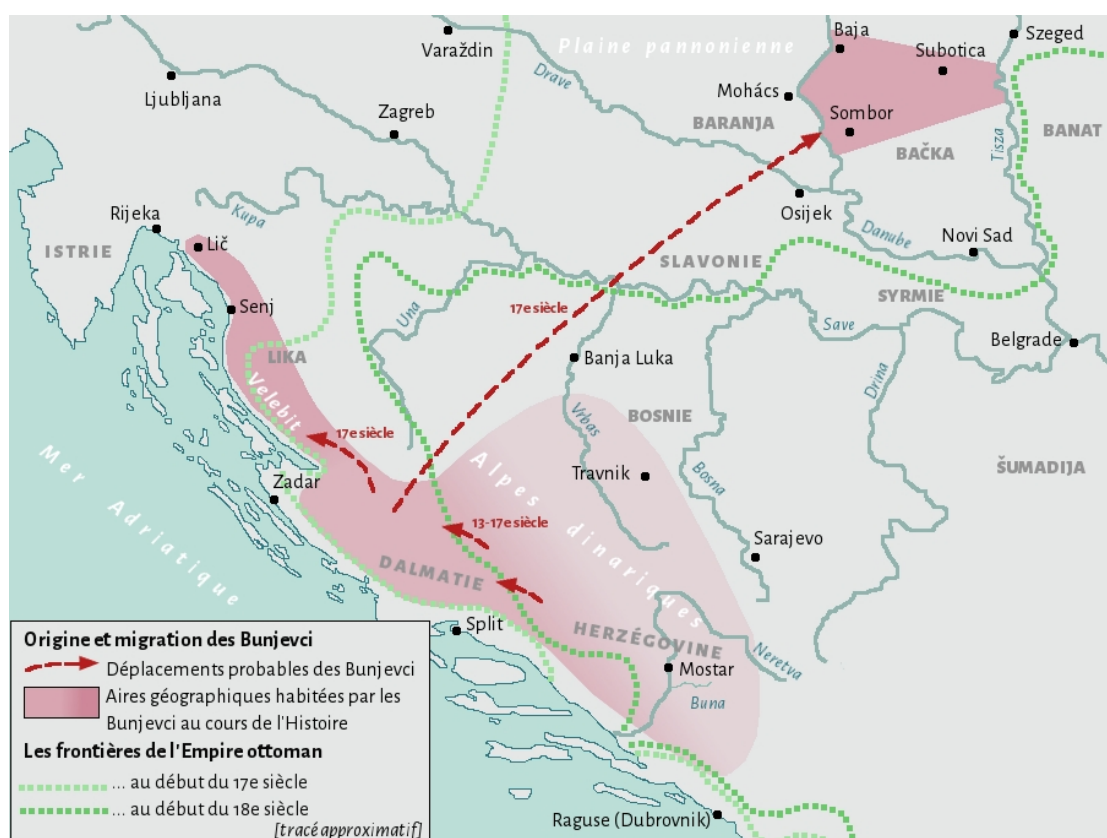 Plaine pannonienne
Varaždin
Baja
Szeged
Subotica
Ljubljana
Drave
Mohács
Zagreb
BARANJA
Sombor
BANAT
BAČKA
Tisza
Osijek
Rijeka
Kupa
Lič
ISTRIE
Danube
Novi Sad
SLAVONIE
SYRMIE
Senj
Una
17e siècle
Save
Belgrade
LIKA
Banja Luka
Drina
Velebit
17e siècle
Vrbas
BOSNIE
Mer Adriatique
Zadar
Alpes dinariques
Travnik
Bosna
ŠUMADIJA
13-17e siècle
Sarajevo
DALMATIE
Split
HERZÉGOVINE
Mostar
Neretva
Buna
Origine et migration des Bunjevci
Déplacements probables des Bunjevci
Aires géographiques habitées par les
Bunjevci au cours de l'Histoire
Les frontières de l'Empire ottoman
... au début du 17e siècle
... au début du 18e siècle
[tracé approximatif]
Raguse (Dubrovnik)